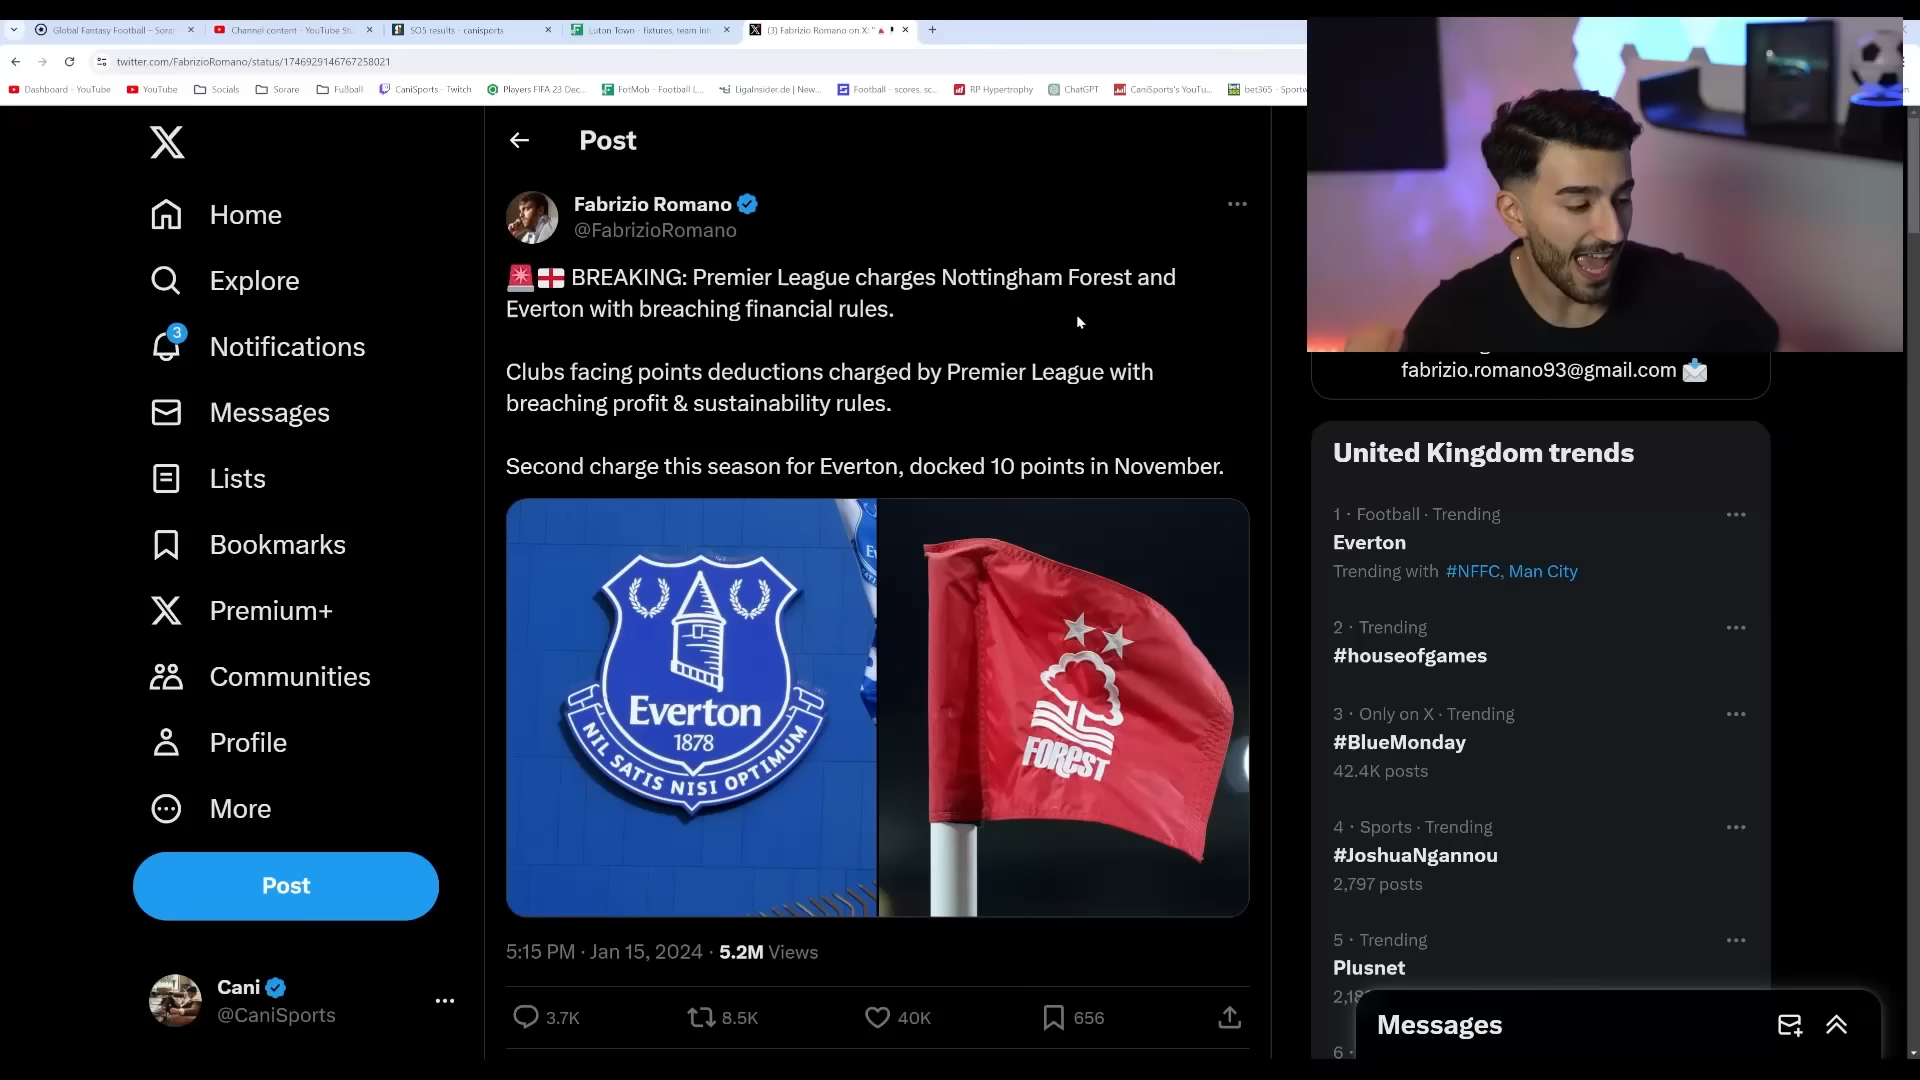 Global Fantasy Football – Sorar
Channel content - YouTube Stu
SO5 results - canisports
Luton Town - fixtures, team inf
(3) Fabrizio Romano on X: "
twitter.com/FabrizioRomano/status/1746929146767258021
Dashboard - YouTube
YouTube
Socials
Sorare
Fußball
CaniSports - Twitch
Players FIFA 23 Dec...
FotMob - Football L...
LigaInsider.de | New...
Football - scores, sc...
RP Hypertrophy
ChatGPT
CaniSports's YouTu...
bet365 - Sportw
Post
Fabrizio Romano
@FabrizioRomano
BREAKING: Premier League charges Nottingham Forest and
Everton with breaching financial rules.
Clubs facing points deductions charged by Premier League with
breaching profit & sustainability rules.
Second charge this season for Everton, docked 10 points in November.
Everton
1878
NIL SATIS NISI OPTIMUM
FOREST
5:15 PM · Jan 15, 2024 · 5.2M Views
3.7K
8.5K
40K
656
Home
Explore
3
Notifications
Messages
Lists
Bookmarks
Premium+
Communities
Profile
More
Post
Cani
@CaniSports
fabrizio.romano93@gmail.com
United Kingdom trends
1 · Football · Trending
Everton
Trending with #NFFC, Man City
2 · Trending
#houseofgames
3 · Only on X · Trending
#BlueMonday
42.4K posts
4 · Sports · Trending
#JoshuaNgannou
2,797 posts
5 · Trending
Plusnet
6 ·
Messages